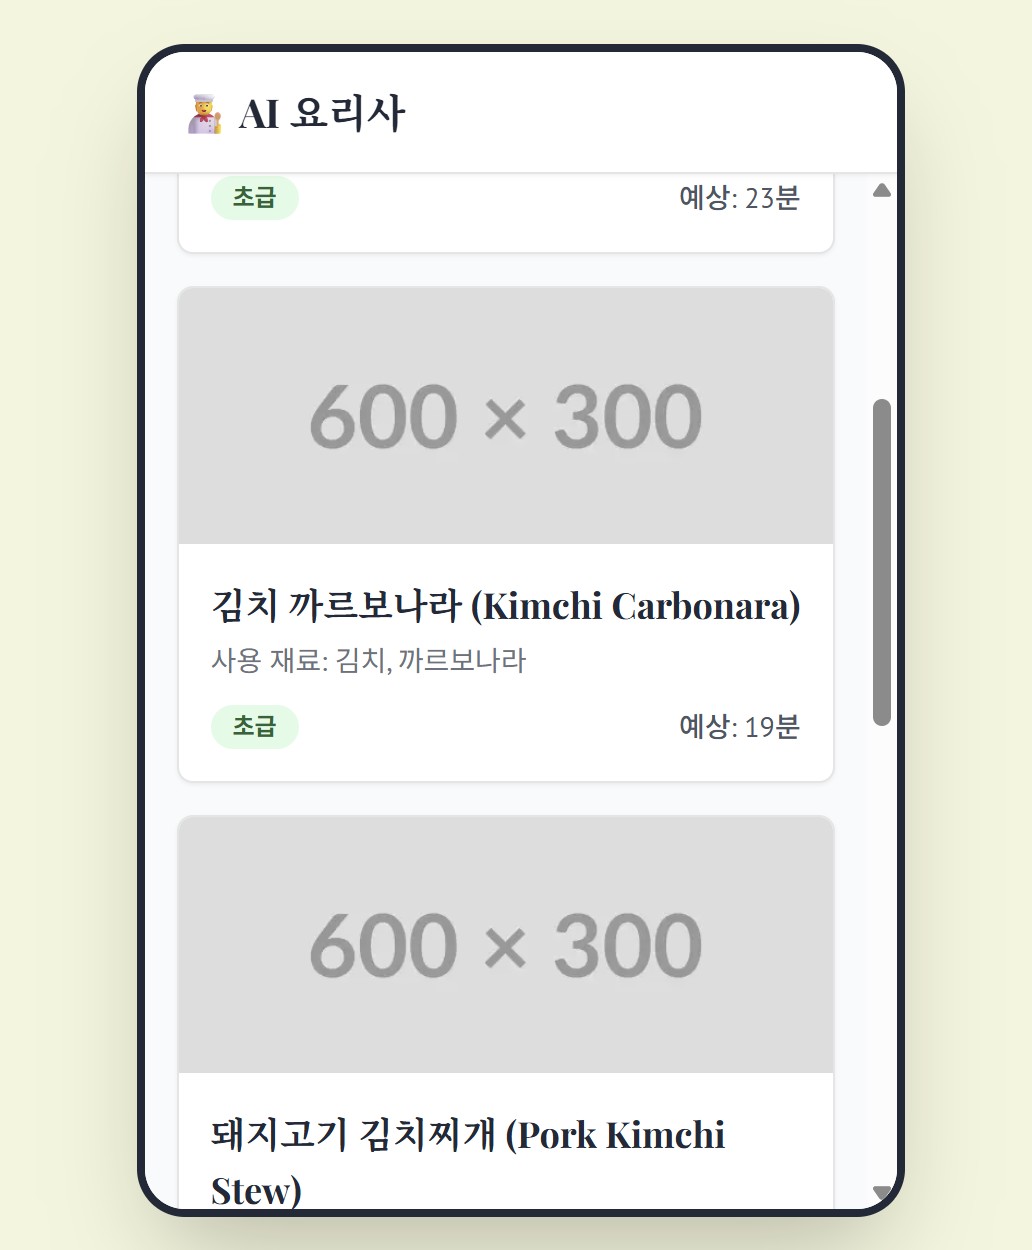 AI 요리사
초급 예상: 23분
600 × 300
김치 까르보나라 (Kimchi Carbonara)
사용 재료: 김치, 까르보나라
초급 예상: 19분
600 × 300
돼지고기 김치찌개 (Pork Kimchi
Stew)